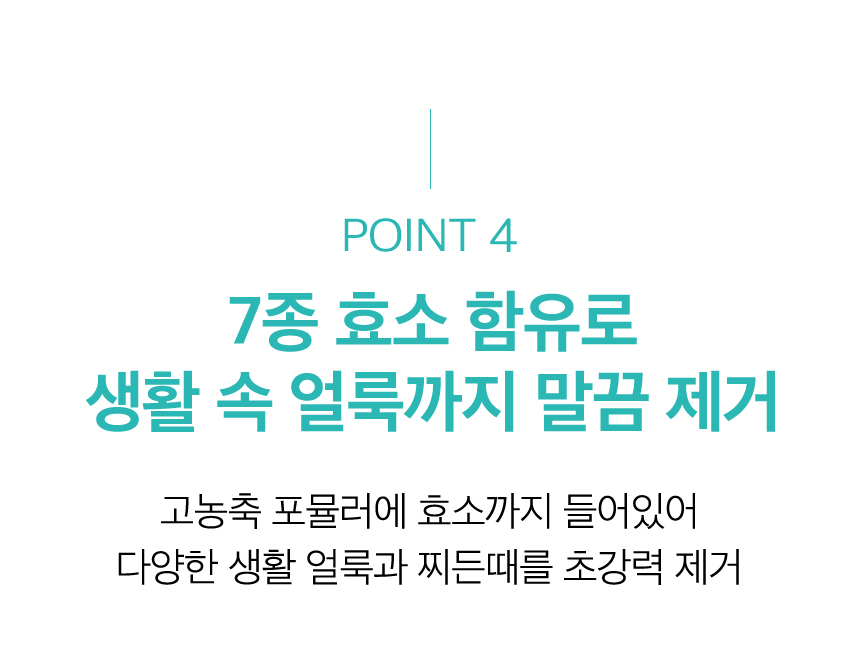 POINT 4
7종 효소 함유로
생활 속 얼룩까지 말끔 제거
고농축 포뮬러에 효소까지 들어있어
다양한 생활 얼룩과 찌든때를 초강력 제거